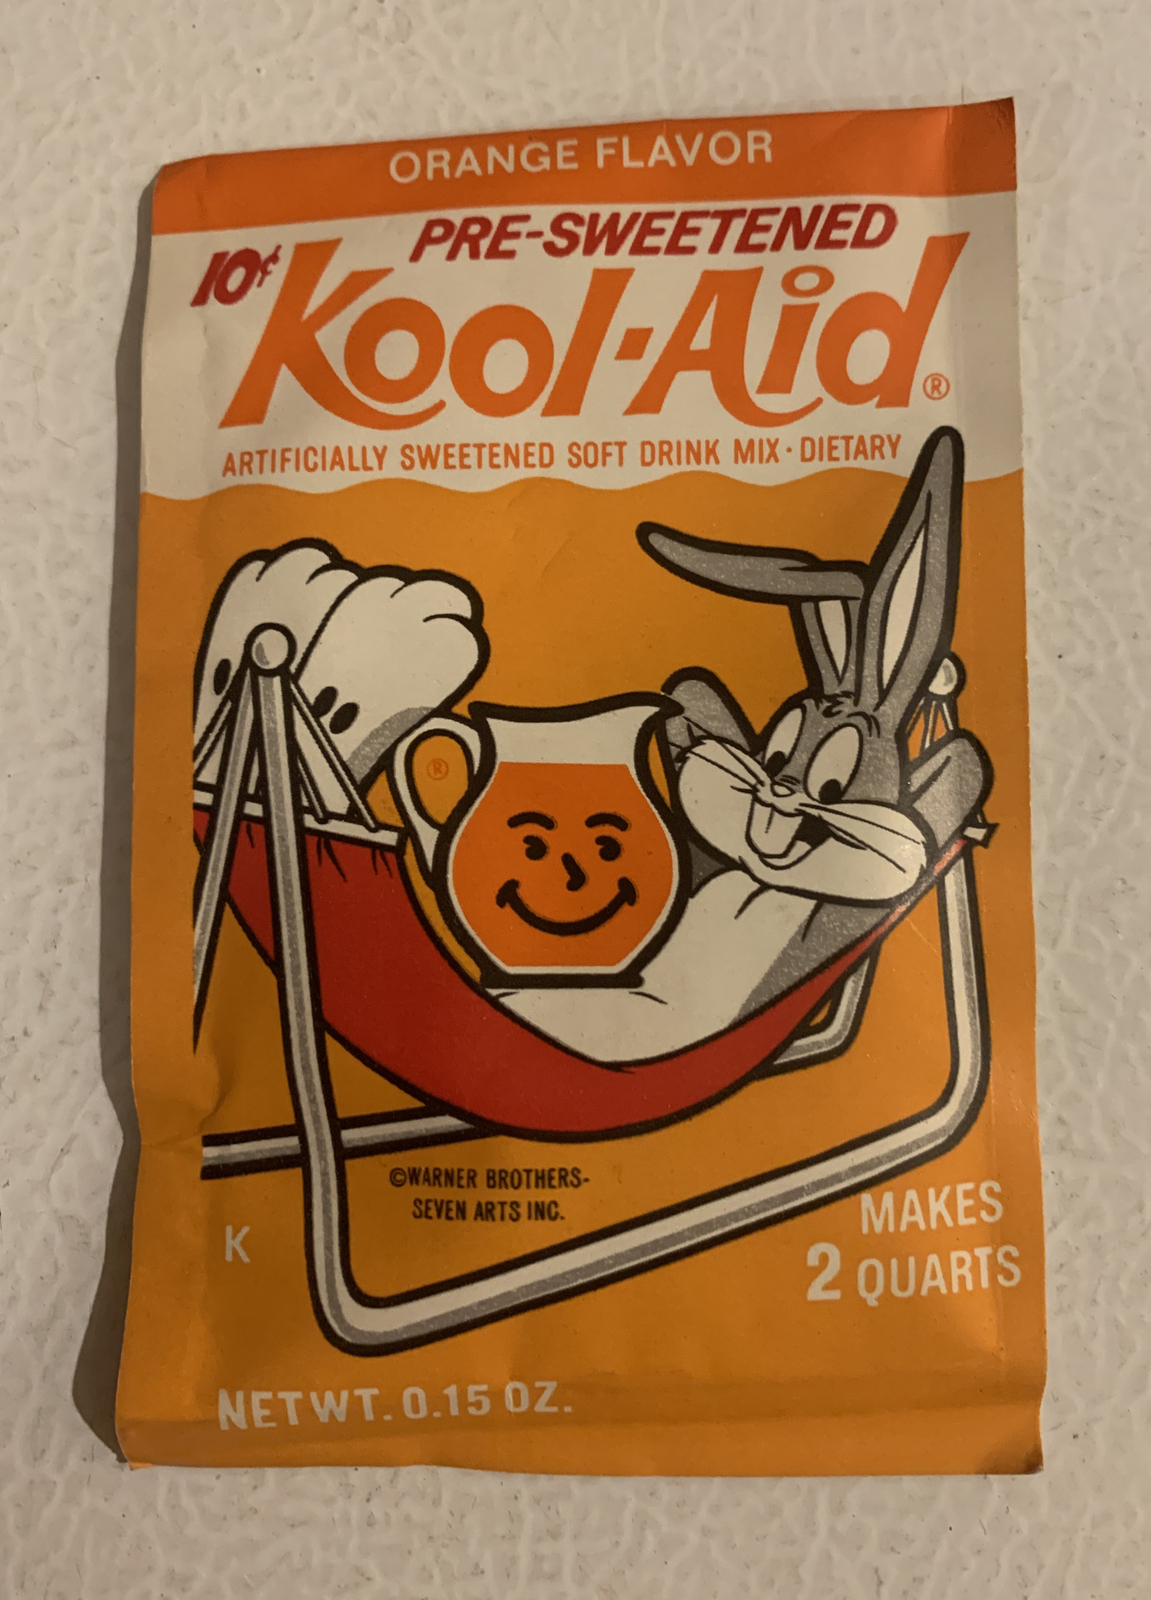 ORANGE FLAVOR
PRE-SWEETENED
10¢
Kool-Aid®
ARTIFICIALLY SWEETENED SOFT DRINK MIX · DIETARY
®
©WARNER BROTHERS-
SEVEN ARTS INC.
K
MAKES
2 QUARTS
NET WT. 0.15 OZ.